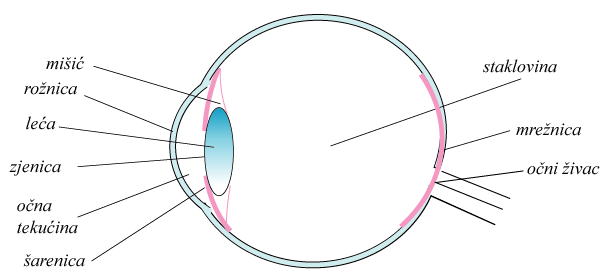 mišić
rožnica
leća
zjenica
očna
tekućina
šarenica
staklovina
mrežnica
očni živac